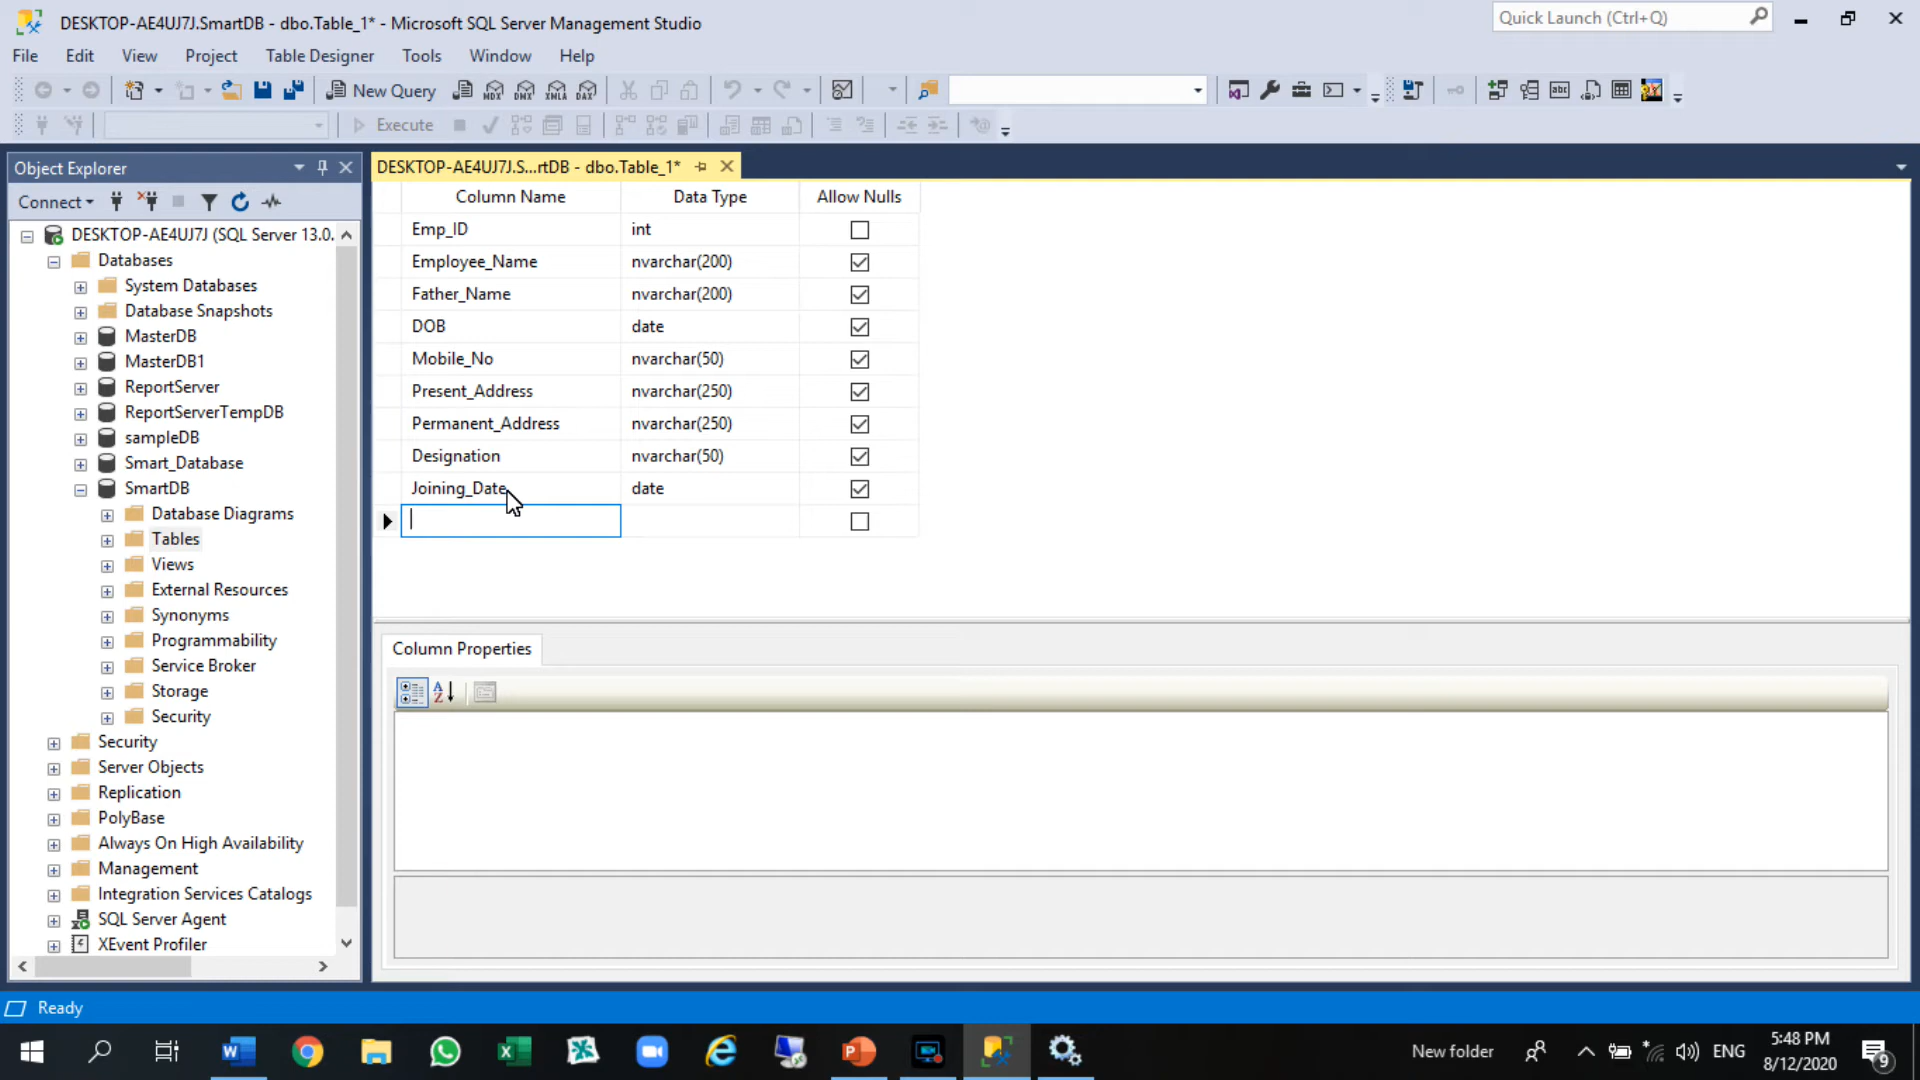 DESKTOP-AE4UJ7J.SmartDB - dbo.Table_1* - Microsoft SQL Server Management Studio
Quick Launch (Ctrl+Q)
File Edit View Project Table Designer Tools Window Help
New Query
MDX DMX XMLA DAX
Execute
Object Explorer
DESKTOP-AE4UJ7J.S...rtDB - dbo.Table_1*
Connect
DESKTOP-AE4UJ7J (SQL Server 13.0.
Databases
System Databases
Database Snapshots
MasterDB
MasterDB1
ReportServer
ReportServerTempDB
sampleDB
Smart_Database
SmartDB
Database Diagrams
Tables
Views
External Resources
Synonyms
Programmability
Service Broker
Storage
Security
Security
Server Objects
Replication
PolyBase
Always On High Availability
Management
Integration Services Catalogs
SQL Server Agent
XEvent Profiler
Column Name Data Type Allow Nulls
Emp_ID int
Employee_Name nvarchar(200)
Father_Name nvarchar(200)
DOB date
Mobile_No nvarchar(50)
Present_Address nvarchar(250)
Permanent_Address nvarchar(250)
Designation nvarchar(50)
Joining_Date date
Column Properties
Ready
New folder
ENG
5:48 PM
8/12/2020
9